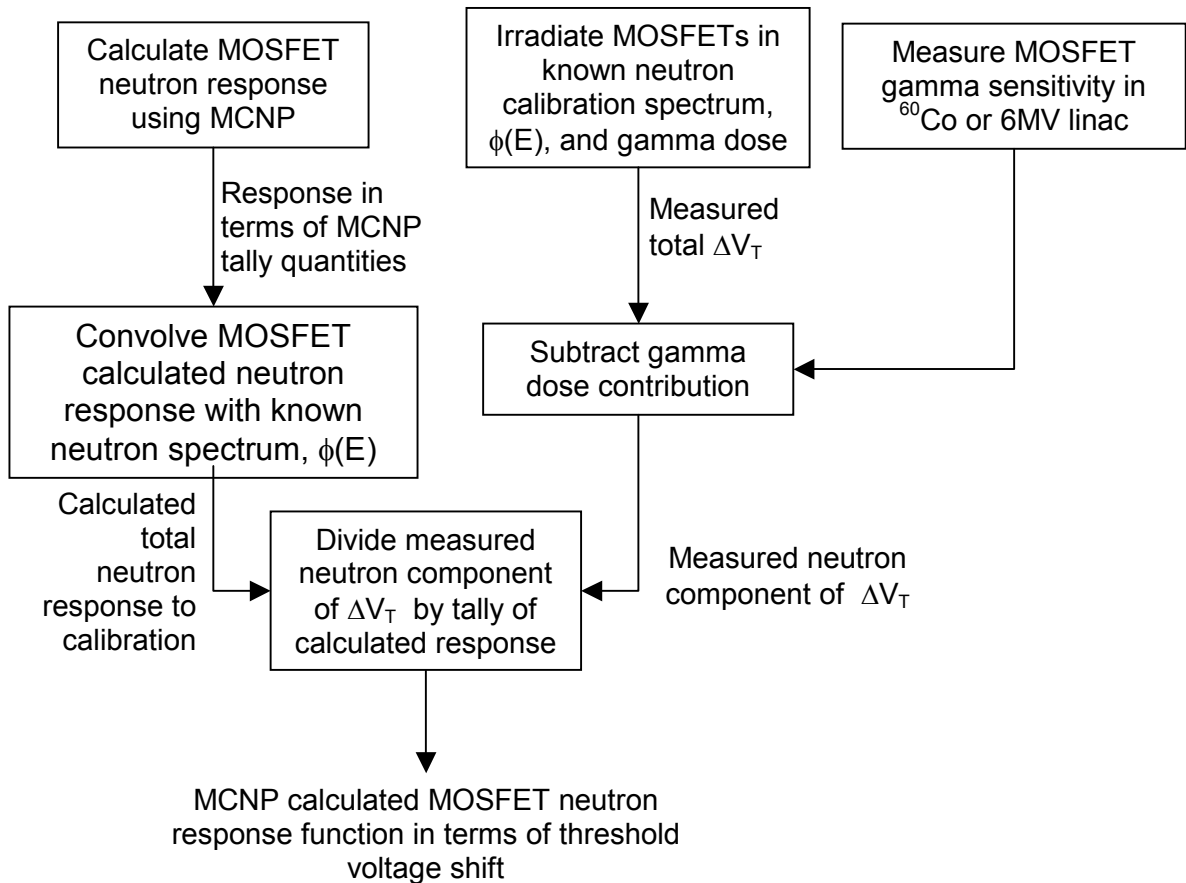 Calculate MOSFET
neutron response
using MCNP
Irradiate MOSFETs in
known neutron
calibration spectrum,
ϕ(E), and gamma dose
Measure MOSFET
gamma sensitivity in
⁶⁰Co or 6MV linac
Response in
terms of MCNP
tally quantities
Measured
total ΔV_T
Convolve MOSFET
calculated neutron
response with known
neutron spectrum, ϕ(E)
Subtract gamma
dose contribution
Calculated
total
neutron
response to
calibration
Divide measured
neutron component
of ΔV_T by tally of
calculated response
Measured neutron
component of ΔV_T
MCNP calculated MOSFET neutron
response function in terms of threshold
voltage shift